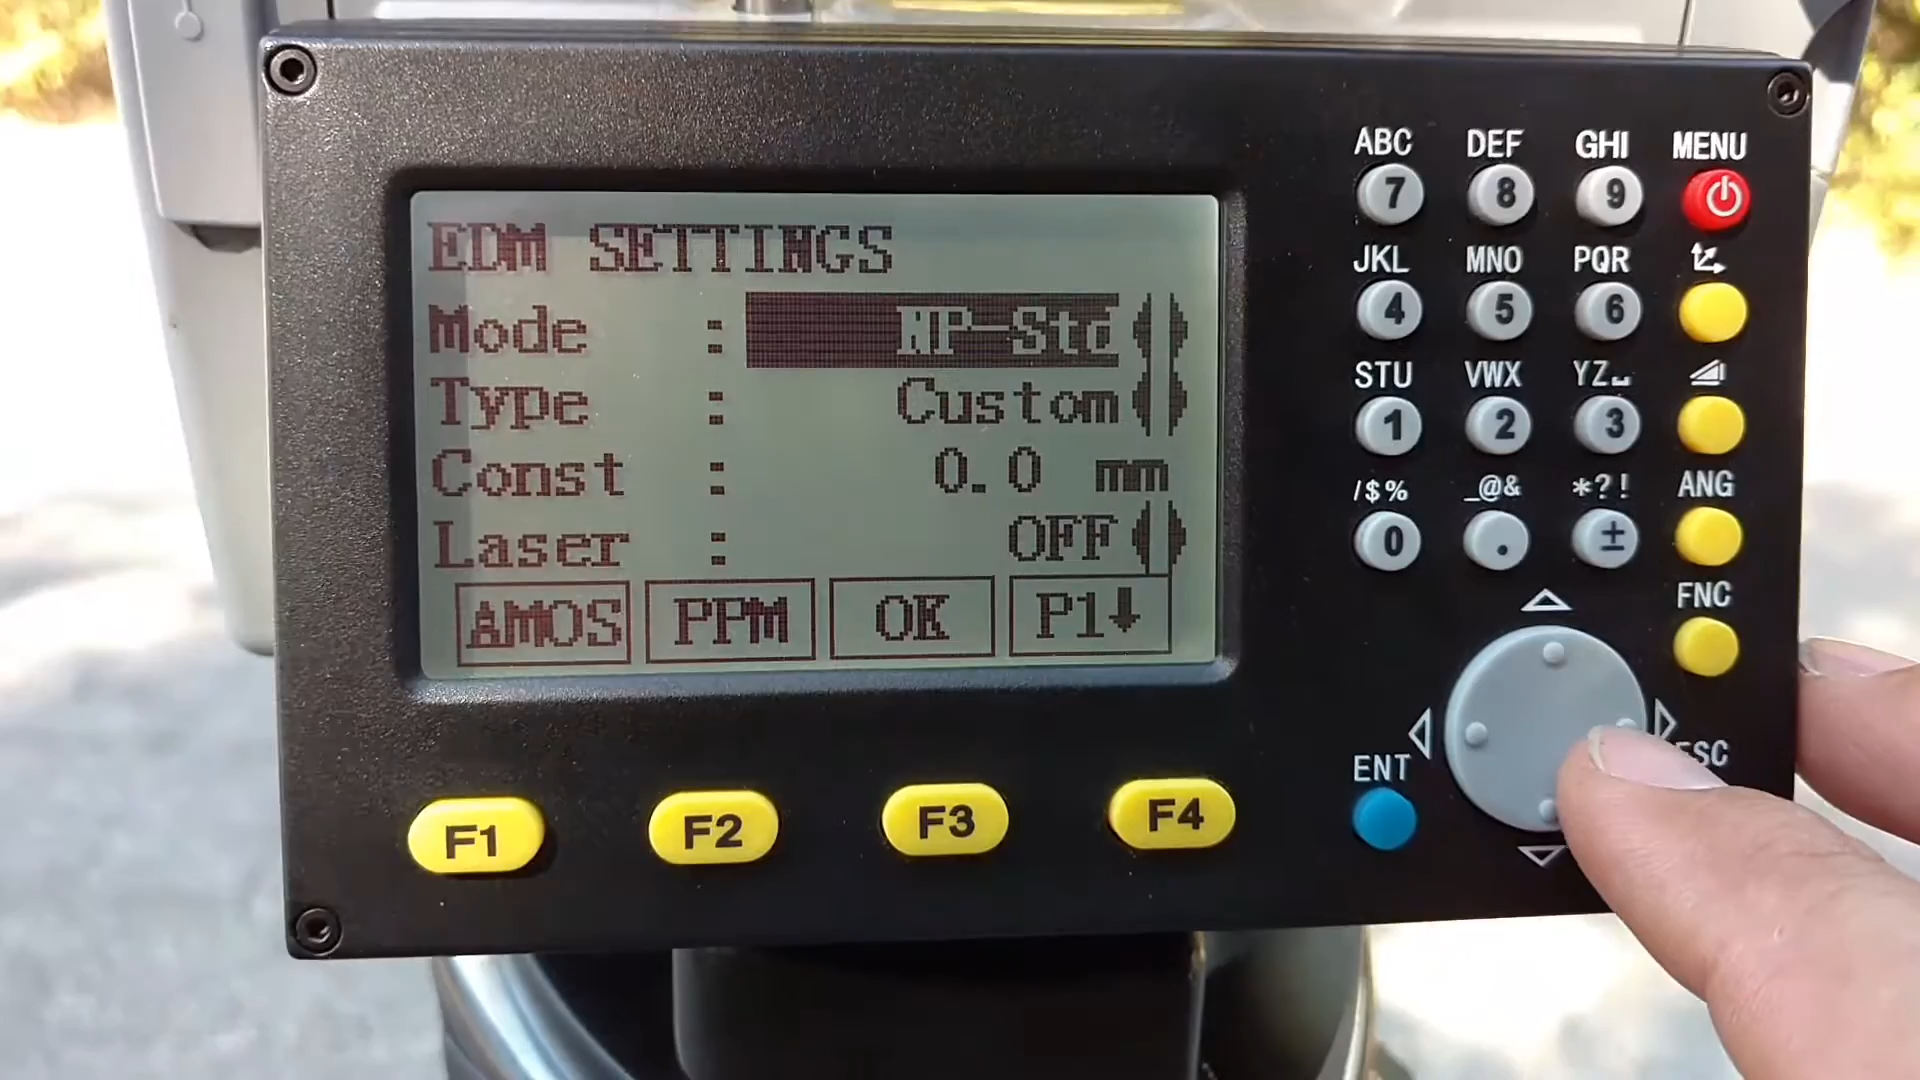 EDM SETTINGS
Mode : NP-Std
Type : Custom
Const : 0.0 mm
Laser : OFF
AMOS PPM OK P1↓
F1 F2 F3 F4
ABC DEF GHI MENU
7 8 9
JKL MNO PQR
4 5 6
STU VWX YZ␣
1 2 3
/$% _@& *?! ANG
0 . ±
FNC
ENT ESC